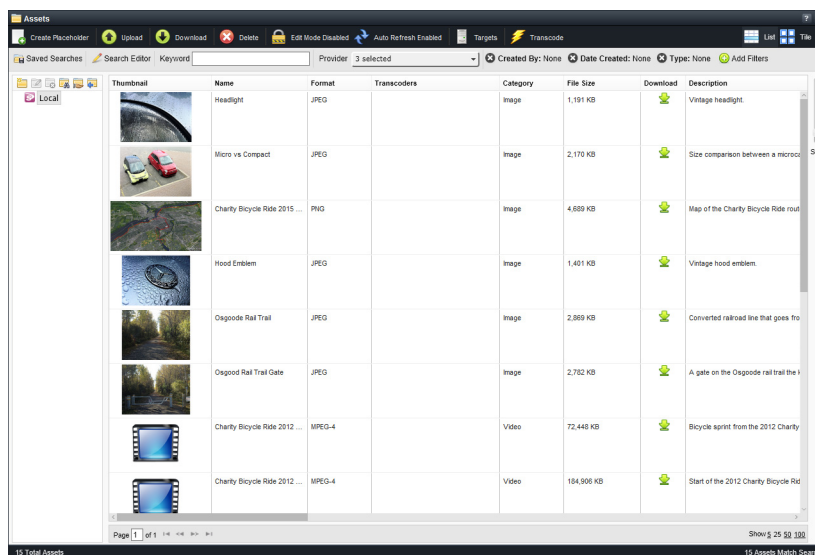 Assets ?
Create Placeholder Upload Download Delete Edit Mode Disabled Auto Refresh Enabled Targets Transcode List Tile
Saved Searches Search Editor Keyword Provider 3 selected Created By: None Date Created: None Type: None Add Filters
Thumbnail Name Format Transcoders Category File Size Download Description
Local
Headlight JPEG Image 1,191 KB Vintage headlight.
Micro vs Compact JPEG Image 2,170 KB Size comparison between a microca
Charity Bicycle Ride 2015 ... PNG Image 4,689 KB Map of the Charity Bicycle Ride rout
Hood Emblem JPEG Image 1,401 KB Vintage hood emblem.
Osgoode Rail Trail JPEG Image 2,869 KB Converted railroad line that goes fro
Osgood Rail Trail Gate JPEG Image 2,782 KB A gate on the Osgoode rail trail the k
Charity Bicycle Ride 2012 ... MPEG-4 Video 72,448 KB Bicycle sprint from the 2012 Charity
Charity Bicycle Ride 2012 ... MPEG-4 Video 184,906 KB Start of the 2012 Charity Bicycle Rid
Page 1 of 1 Show 5 25 50 100
15 Total Assets 15 Assets Match Sear